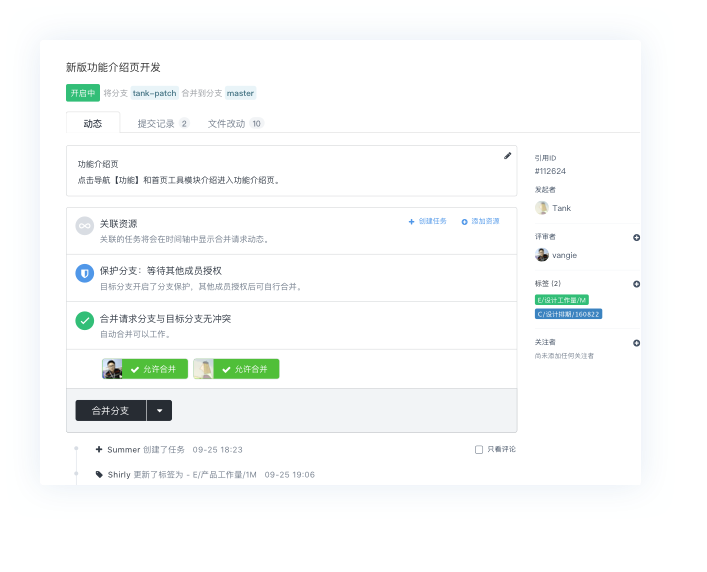 新版功能介绍页开发
开启中 将分支 tank-patch 合并到分支 master
动态 提交记录 2 文件改动 10
功能介绍页
点击导航【功能】和首页工具模块介绍进入功能介绍页。
关联资源 创建任务 添加资源
关联的任务将会在时间轴中显示合并请求动态。
保护分支：等待其他成员授权
目标分支开启了分支保护，其他成员授权后可自行合并。
合并请求分支与目标分支无冲突
自动合并可以工作。
允许合并 允许合并
合并分支
Summer 创建了任务 09-25 18:23 只看评论
Shirly 更新了标签为 - E/产品工作量/1M 09-25 19:06
引用ID
#112624
发起者
Tank
评审者
vangie
标签 (2)
E/设计工作量/M
C/设计排期/160822
关注者
尚未添加任何关注者